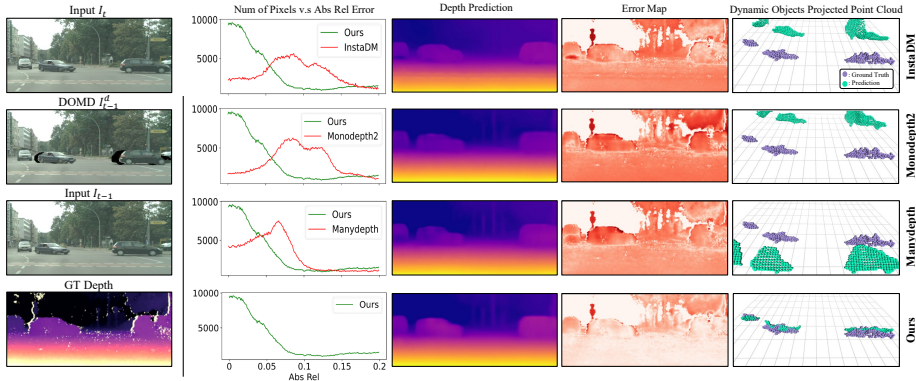 Input I_t
Num of Pixels v.s Abs Rel Error
Depth Prediction
Error Map
Dynamic Objects Projected Point Cloud
10000
5000
Ours
InstaDM
: Ground Truth
: Prediction
InstaDM
DOMD I^d_{t-1}
10000
5000
Ours
Monodepth2
Monodepth2
Input I_{t-1}
10000
5000
Ours
Manydepth
Manydepth
GT Depth
10000
5000
Ours
0 0.05 0.1 0.15 0.2
Abs Rel
Ours